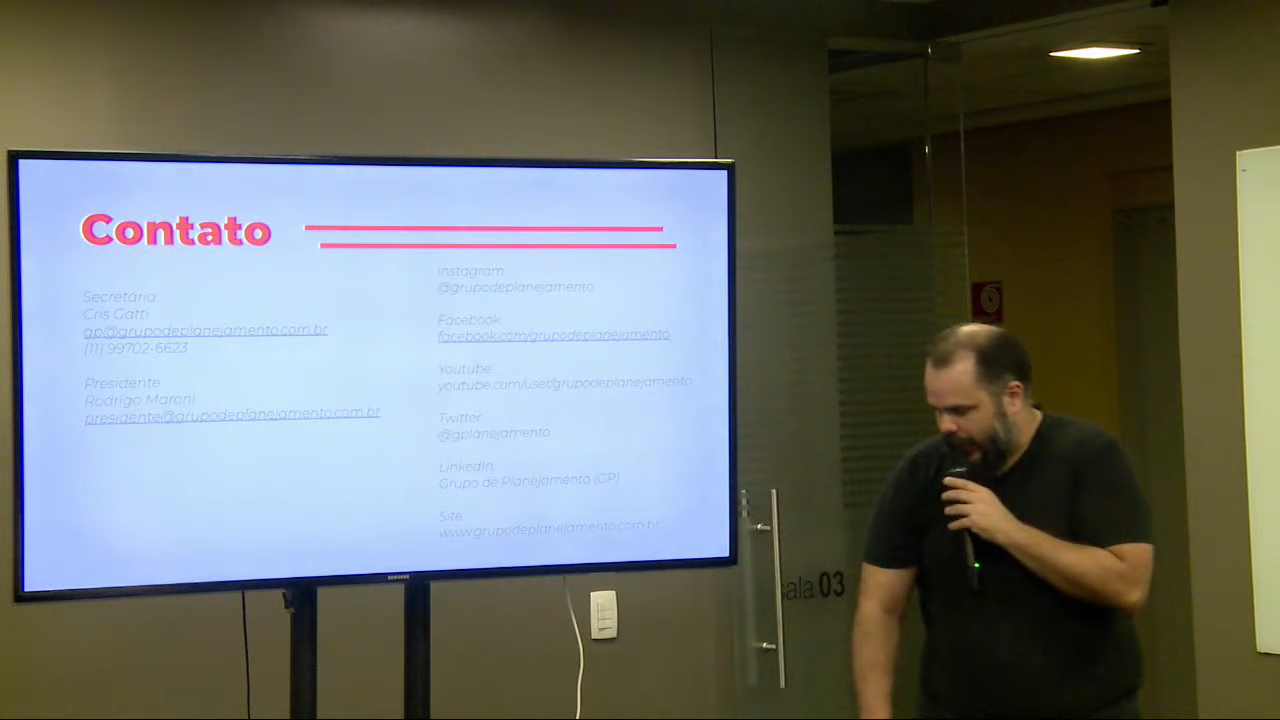 Contato
Secretária:
Cris Gatti
gp@grupodeplanejamento.com.br
(11) 99702-6623
Presidente
Rodrigo Maroni
presidente@grupodeplanejamento.com.br
Instagram
@grupodeplanejamento
Facebook:
facebook.com/grupodeplanejamento
Youtube:
youtube.com/user/grupodeplanejamento
Twitter
@gplanejamento
LinkedIn:
Grupo de Planejamento (GP)
Site:
www.grupodeplanejamento.com.br
SAMSUNG
sala 03